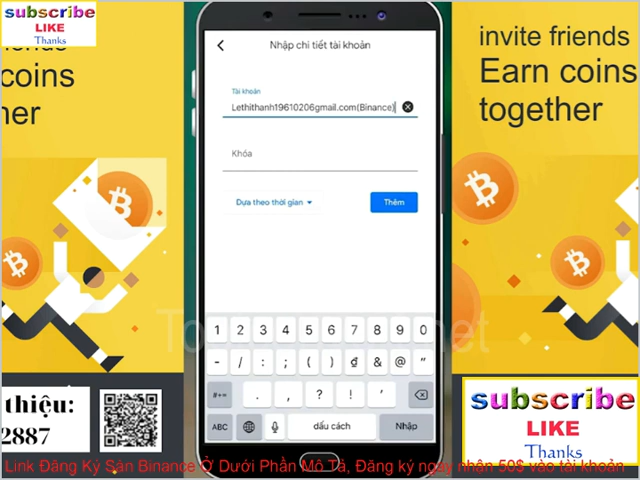 subscribe
LIKE
Thanks
coins
her
thiệu:
2887
Nhập chi tiết tài khoản
Tài khoản
Lethithanh19610206gmail.com(Binance)
Khóa
Dựa theo thời gian
Thêm
1 2 3 4 5 6 7 8 9 0
- / : ; ( ) ₫ & @ "
#+= . , ? ! '
ABC dấu cách Nhập
invite friends
Earn coins
together
subscribe
LIKE
Thanks
Link Đăng Ký Sàn Binance Ở Dưới Phần Mô Tả, Đăng ký ngay nhận 50$ vào tài khoản